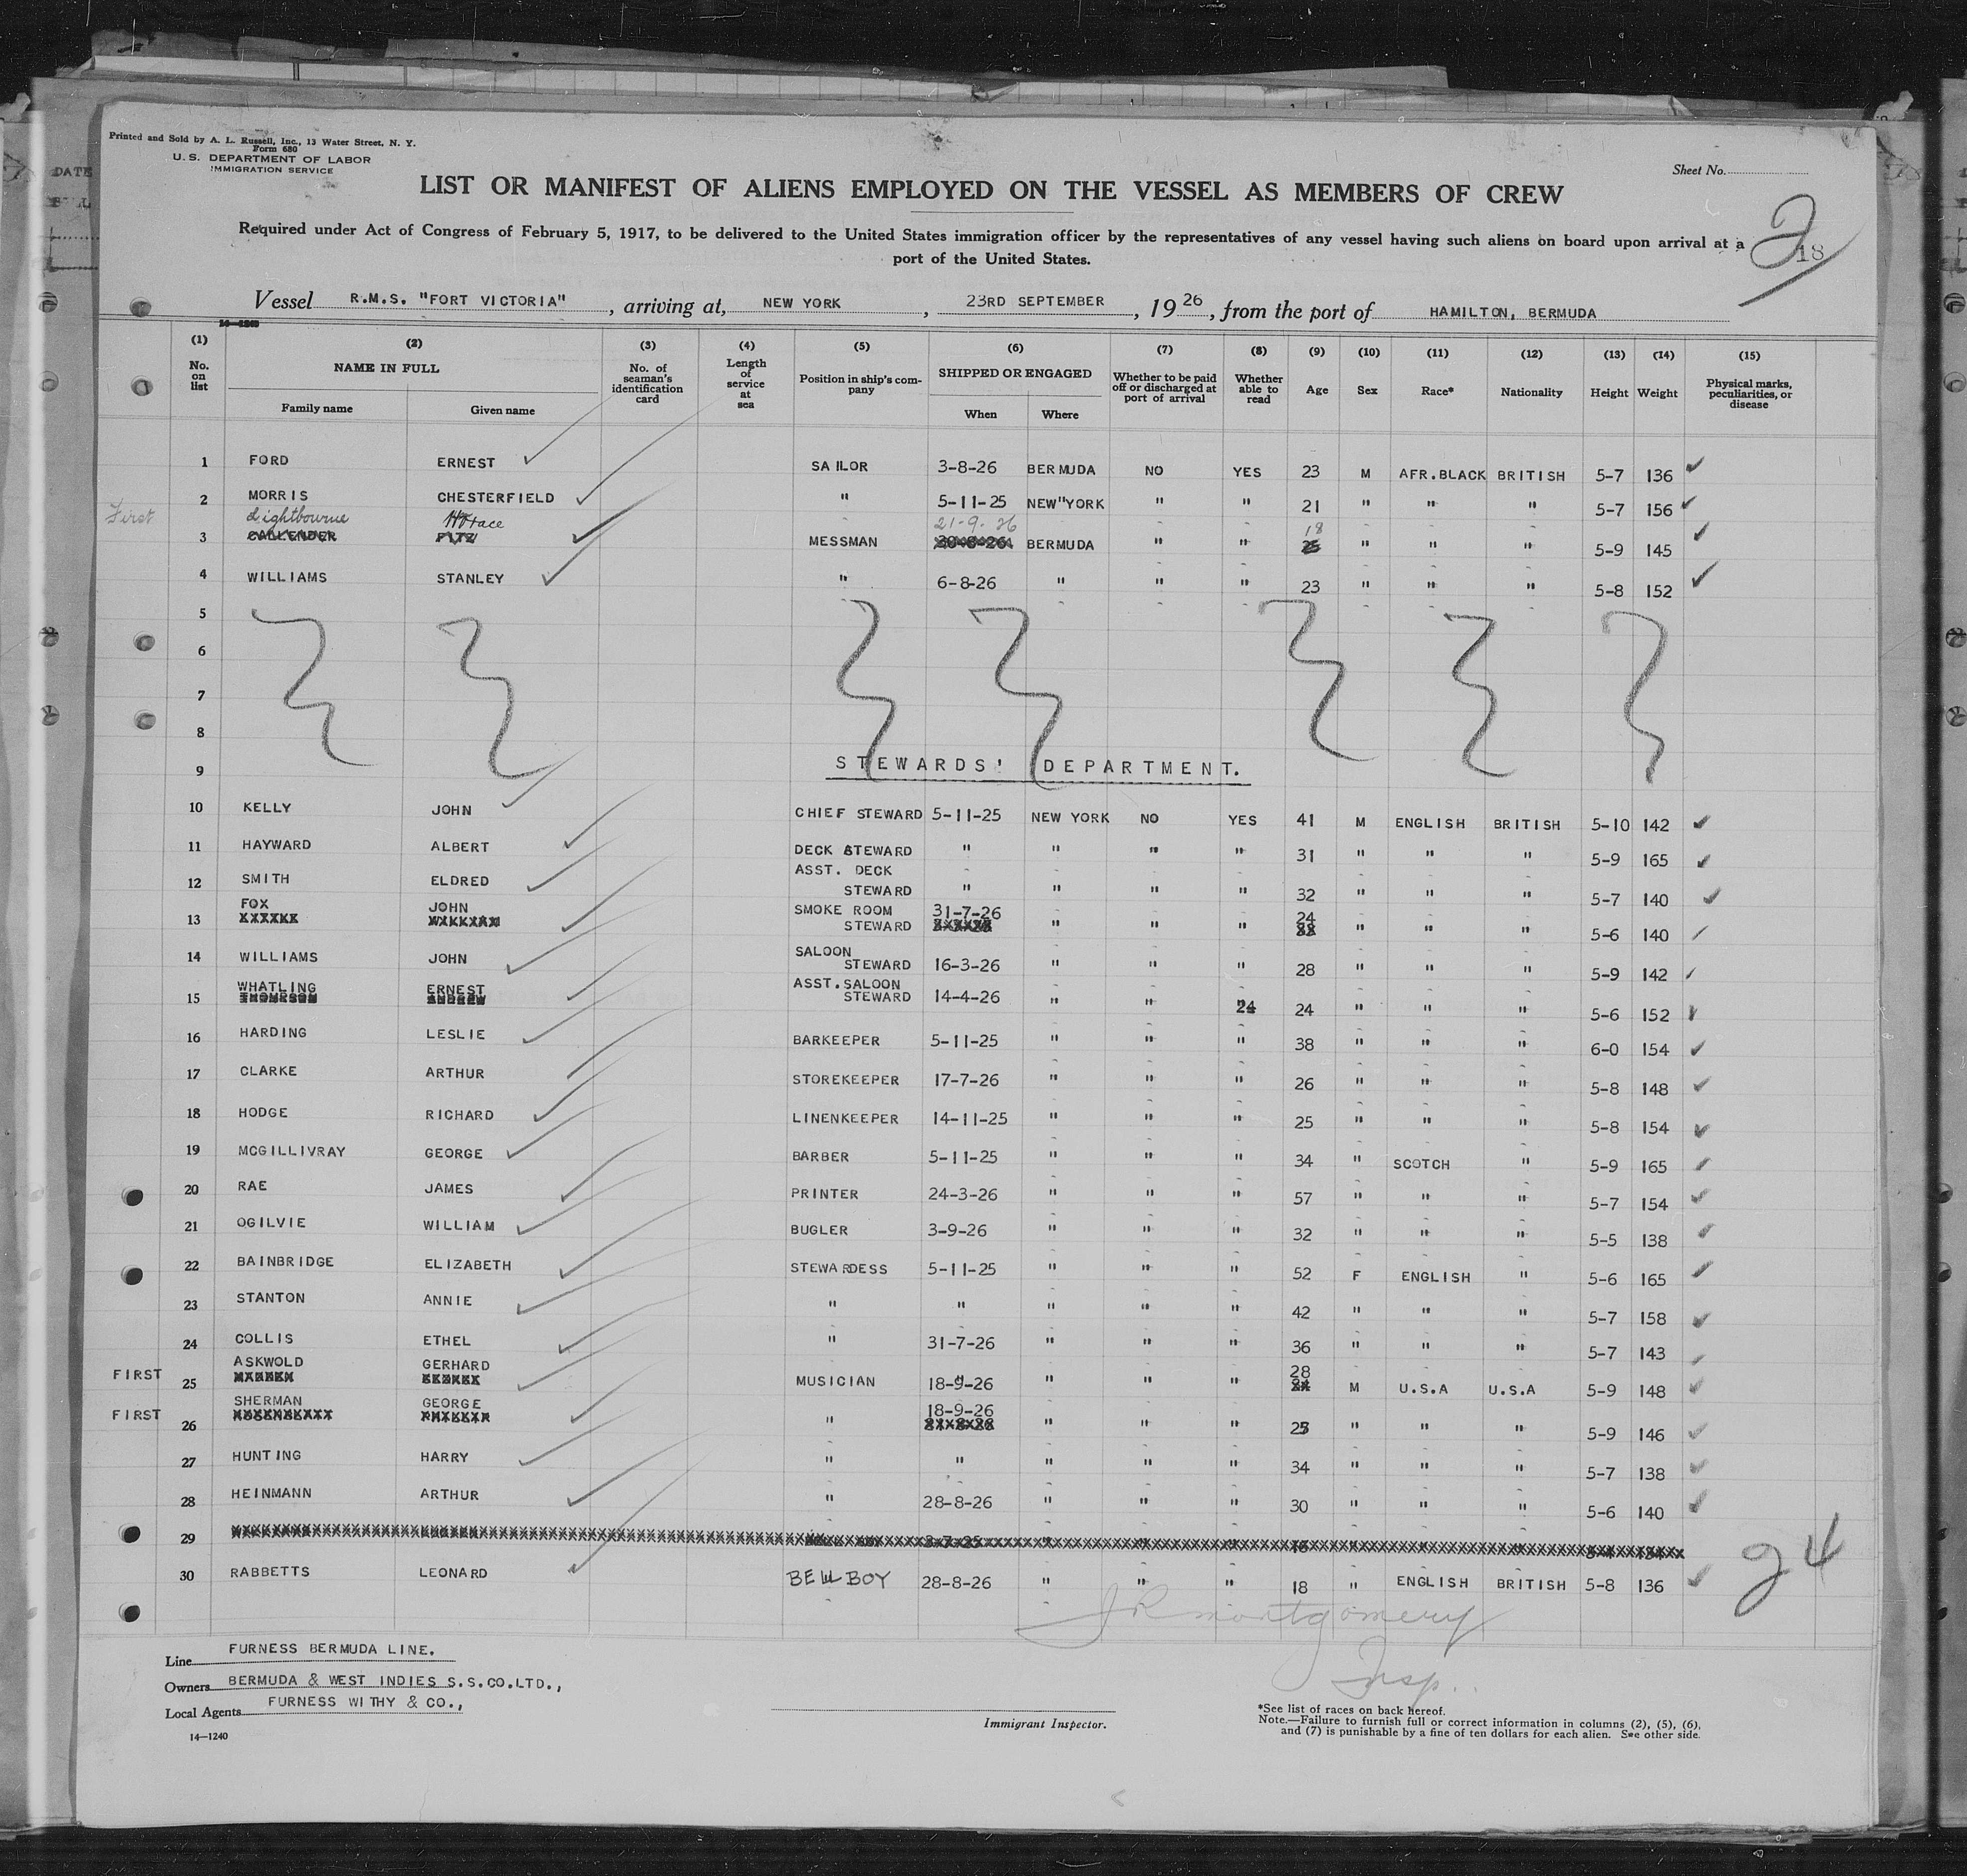 Printed and Sold by A. L. Russell, Inc., 13 Water Street, N. Y.
Form 680
U. S. DEPARTMENT OF LABOR
IMMIGRATION SERVICE
Sheet No.
LIST OR MANIFEST OF ALIENS EMPLOYED ON THE VESSEL AS MEMBERS OF CREW
Required under Act of Congress of February 5, 1917, to be delivered to the United States immigration officer by the representatives of any vessel having such aliens on board upon arrival at a
port of the United States.
2
18
Vessel R.M.S. "FORT VICTORIA", arriving at, NEW YORK, 23RD SEPTEMBER, 1926, from the port of HAMILTON, BERMUDA
(1) (2) (3) (4) (5) (6) (7) (8) (9) (10) (11) (12) (13) (14) (15)
No. on list NAME IN FULL Family name Given name No. of seaman's identification card Length of service at sea Position in ship's company SHIPPED OR ENGAGED When Where Whether to be paid off or discharged at port of arrival Whether able to read Age Sex Race* Nationality Height Weight Physical marks, peculiarities, or disease
1 FORD ERNEST SAILOR 3-8-26 BERMUDA NO YES 23 M AFR.BLACK BRITISH 5-7 136
2 MORRIS CHESTERFIELD " 5-11-25 NEW"YORK " " 21 " " " 5-7 156
First Lightbourne Horace 21-9-26 18
3 CALLENDER FITZ MESSMAN 30-8-26 BERMUDA " " 25 " " " 5-9 145
4 WILLIAMS STANLEY " 6-8-26 " " " 23 " " " 5-8 152
5
6
7
8
9 STEWARDS' DEPARTMENT.
10 KELLY JOHN CHIEF STEWARD 5-11-25 NEW YORK NO YES 41 M ENGLISH BRITISH 5-10 142
11 HAYWARD ALBERT DECK STEWARD " " " " 31 " " " 5-9 165
12 SMITH ELDRED ASST. DECK STEWARD " " " " 32 " " " 5-7 140
13 FOX JOHN SMOKE ROOM STEWARD 31-7-26 " " " 24 " " " 5-6 140
14 WILLIAMS JOHN SALOON STEWARD 16-3-26 " " " 28 " " " 5-9 142
15 WHATLING THOMPSON ERNEST ANDREW ASST.SALOON STEWARD 14-4-26 " " 24 24 " " " 5-6 152
16 HARDING LESLIE BARKEEPER 5-11-25 " " " 38 " " " 6-0 154
17 CLARKE ARTHUR STOREKEEPER 17-7-26 " " " 26 " " " 5-8 148
18 HODGE RICHARD LINENKEEPER 14-11-25 " " " 25 " " " 5-8 154
19 MCGILLIVRAY GEORGE BARBER 5-11-25 " " " 34 " SCOTCH " 5-9 165
20 RAE JAMES PRINTER 24-3-26 " " " 57 " " " 5-7 154
21 OGILVIE WILLIAM BUGLER 3-9-26 " " " 32 " " " 5-5 138
22 BAINBRIDGE ELIZABETH STEWARDESS 5-11-25 " " " 52 F ENGLISH " 5-6 165
23 STANTON ANNIE " " " " " 42 " " " 5-7 158
24 COLLIS ETHEL " 31-7-26 " " " 36 " " " 5-7 143
FIRST 25 ASKWOLD GERHARD MUSICIAN 18-9-26 " " " 28 M U.S.A U.S.A 5-9 148
FIRST 26 SHERMAN GEORGE " 18-9-26 " " " " " " 5-9 146
27 HUNTING HARRY " " " " " 34 " " " 5-7 138
28 HEINMANN ARTHUR " 28-8-26 " " " 30 " " " 5-6 140
29
30 RABBETTS LEONARD BELL BOY 28-8-26 " " " 18 " ENGLISH BRITISH 5-8 136
24
JR Montgomery
Insp.
Line FURNESS BERMUDA LINE.
Owners BERMUDA & WEST INDIES S.S.CO.LTD.,
Local Agents FURNESS WITHY & CO.,
14—1240
Immigrant Inspector.
*See list of races on back hereof.
Note.—Failure to furnish full or correct information in columns (2), (5), (6),
and (7) is punishable by a fine of ten dollars for each alien. See other side.